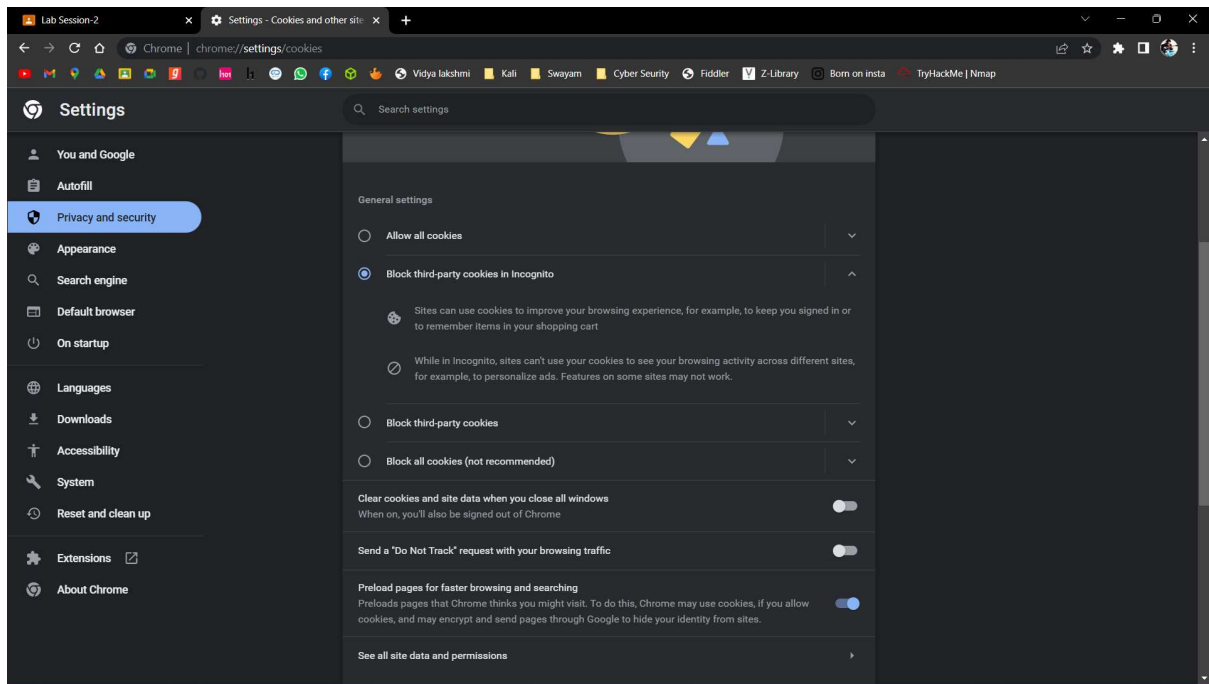 Lab Session-2
Settings - Cookies and other site
Chrome | chrome://settings/cookies
Vidya lakshmi Kali Swayam Cyber Seurity Fiddler Z-Library Born on insta TryHackMe | Nmap
Settings
Search settings
You and Google
Autofill
Privacy and security
Appearance
Search engine
Default browser
On startup
Languages
Downloads
Accessibility
System
Reset and clean up
Extensions
About Chrome
General settings
Allow all cookies
Block third-party cookies in Incognito
Sites can use cookies to improve your browsing experience, for example, to keep you signed in or
to remember items in your shopping cart
While in Incognito, sites can't use your cookies to see your browsing activity across different sites,
for example, to personalize ads. Features on some sites may not work.
Block third-party cookies
Block all cookies (not recommended)
Clear cookies and site data when you close all windows
When on, you'll also be signed out of Chrome
Send a "Do Not Track" request with your browsing traffic
Preload pages for faster browsing and searching
Preloads pages that Chrome thinks you might visit. To do this, Chrome may use cookies, if you allow
cookies, and may encrypt and send pages through Google to hide your identity from sites.
See all site data and permissions